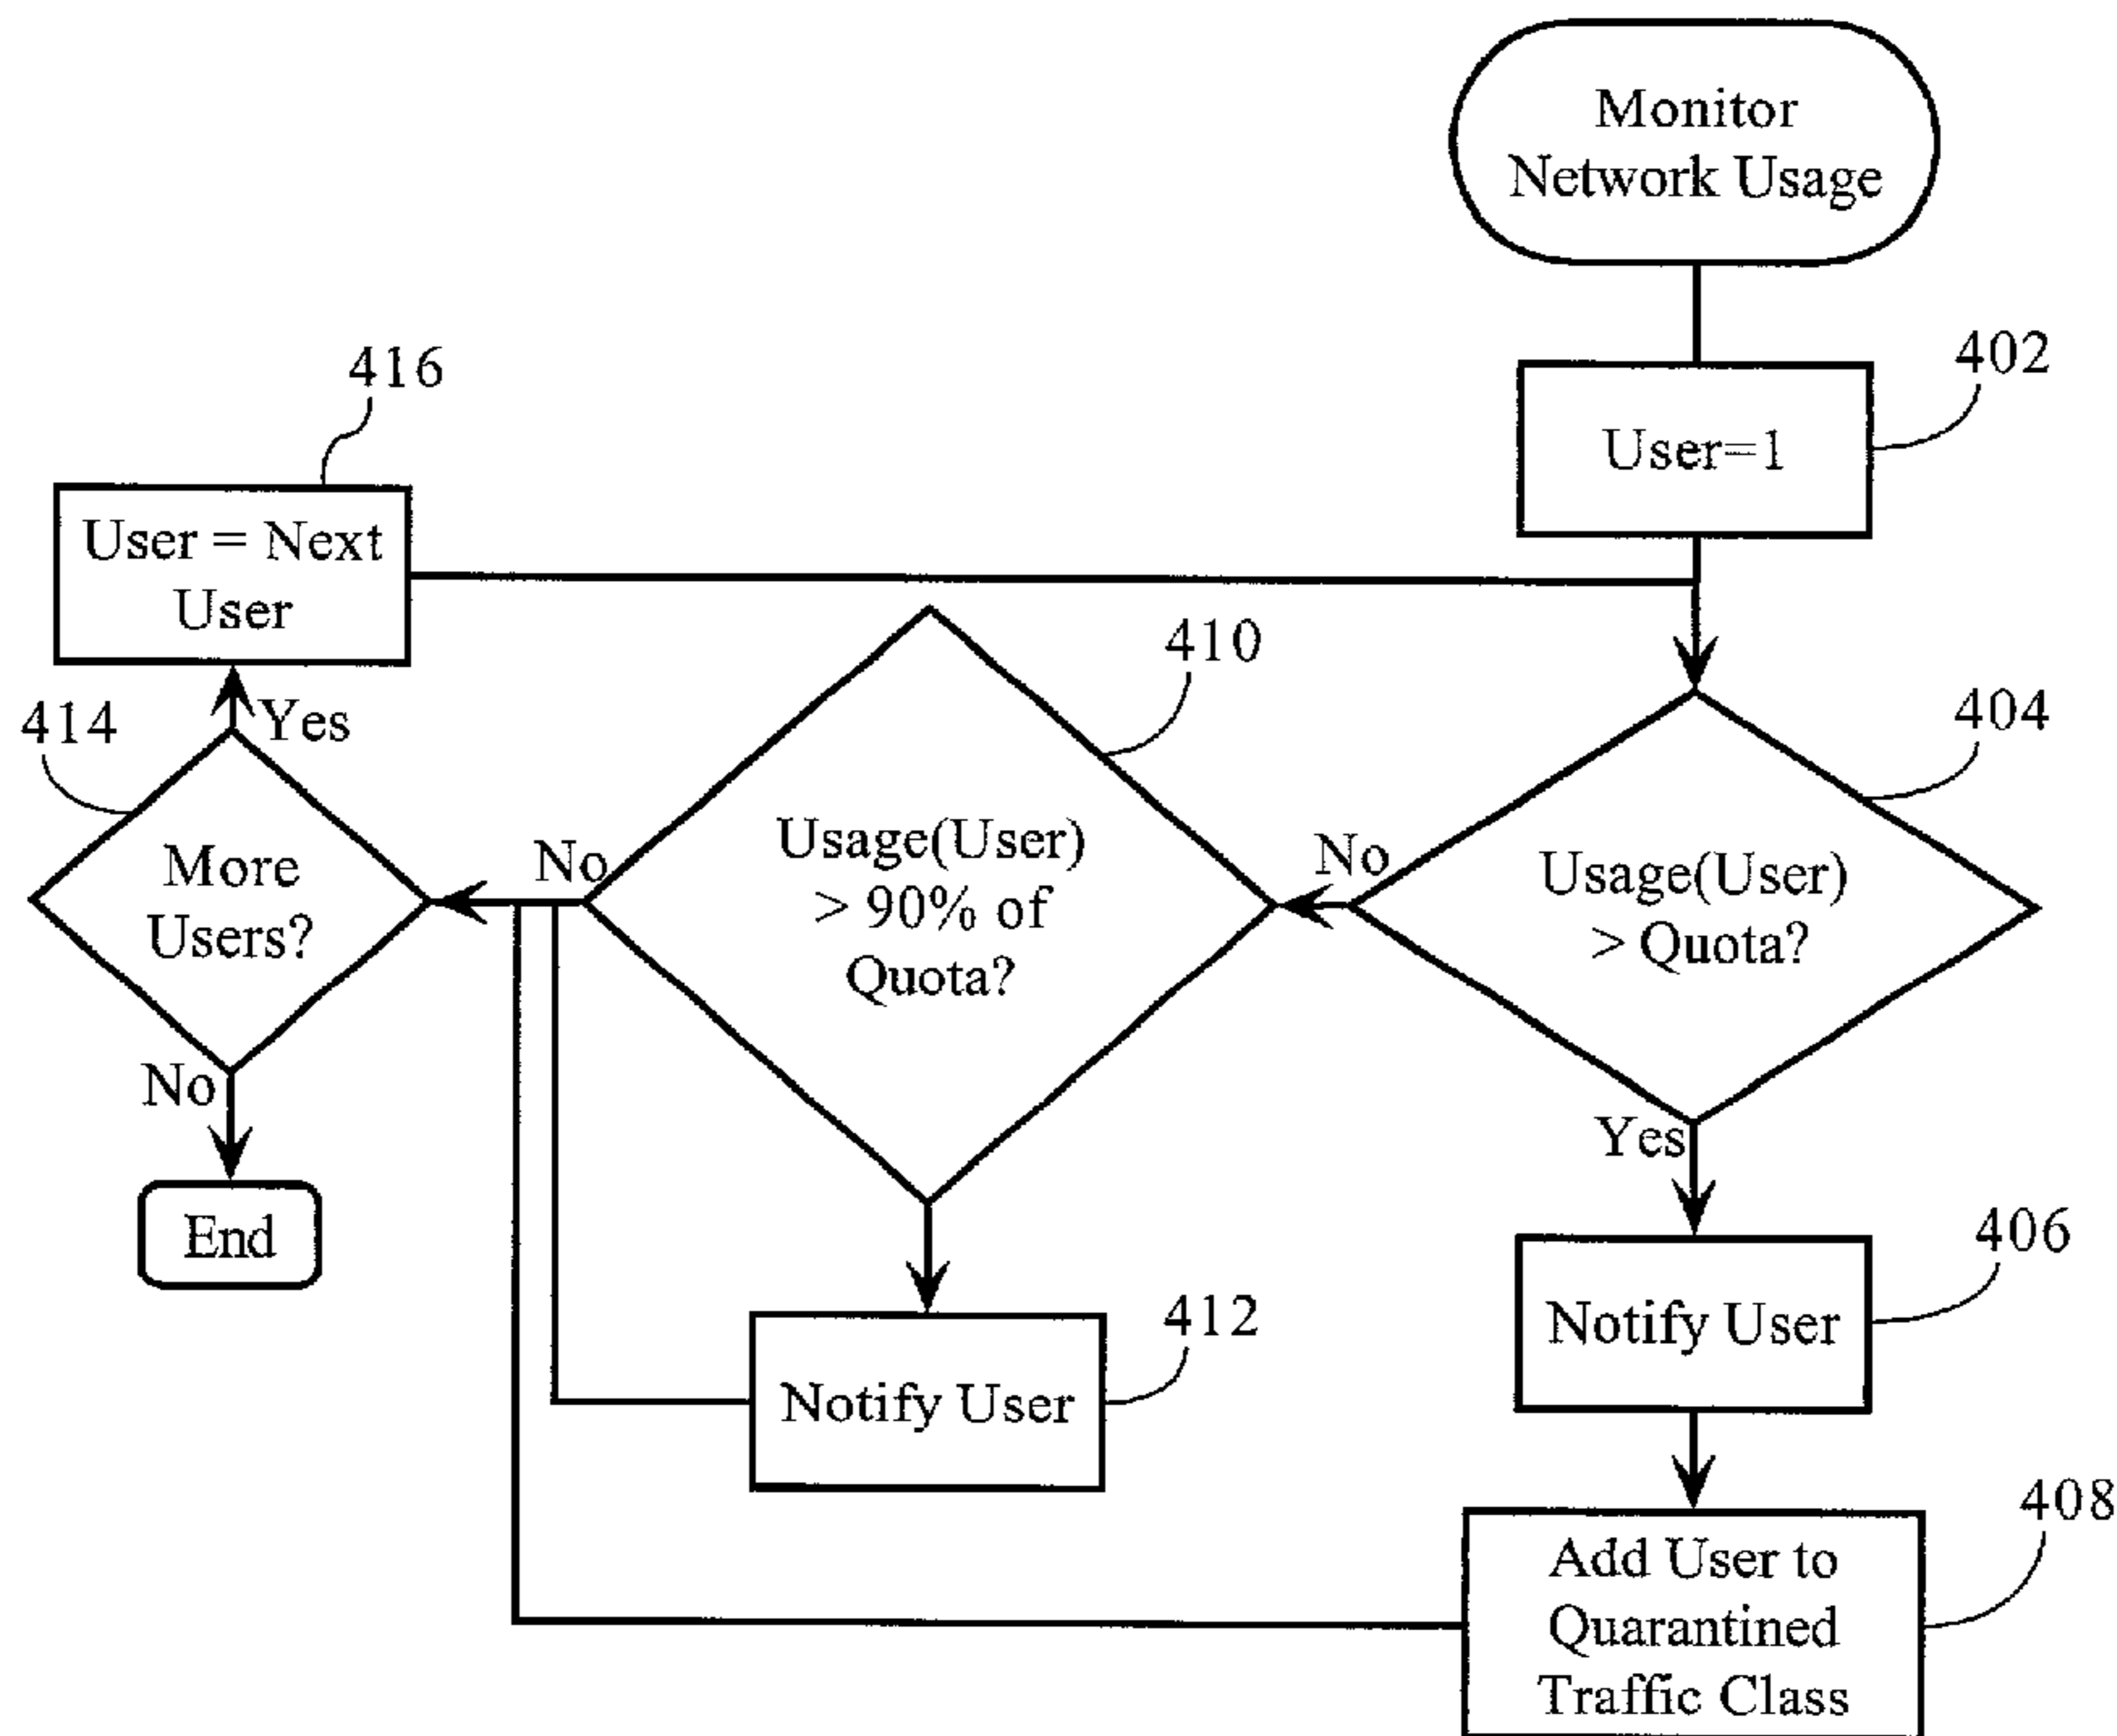 Monitor
Network Usage
402
User=1
416
User = Next
User
410
404
414
Yes
More
Users?
No
Usage(User)
> 90% of
Quota?
No
Usage(User)
> Quota?
No
End
Yes
406
Notify User
412
Notify User
408
Add User to
Quarantined
Traffic Class